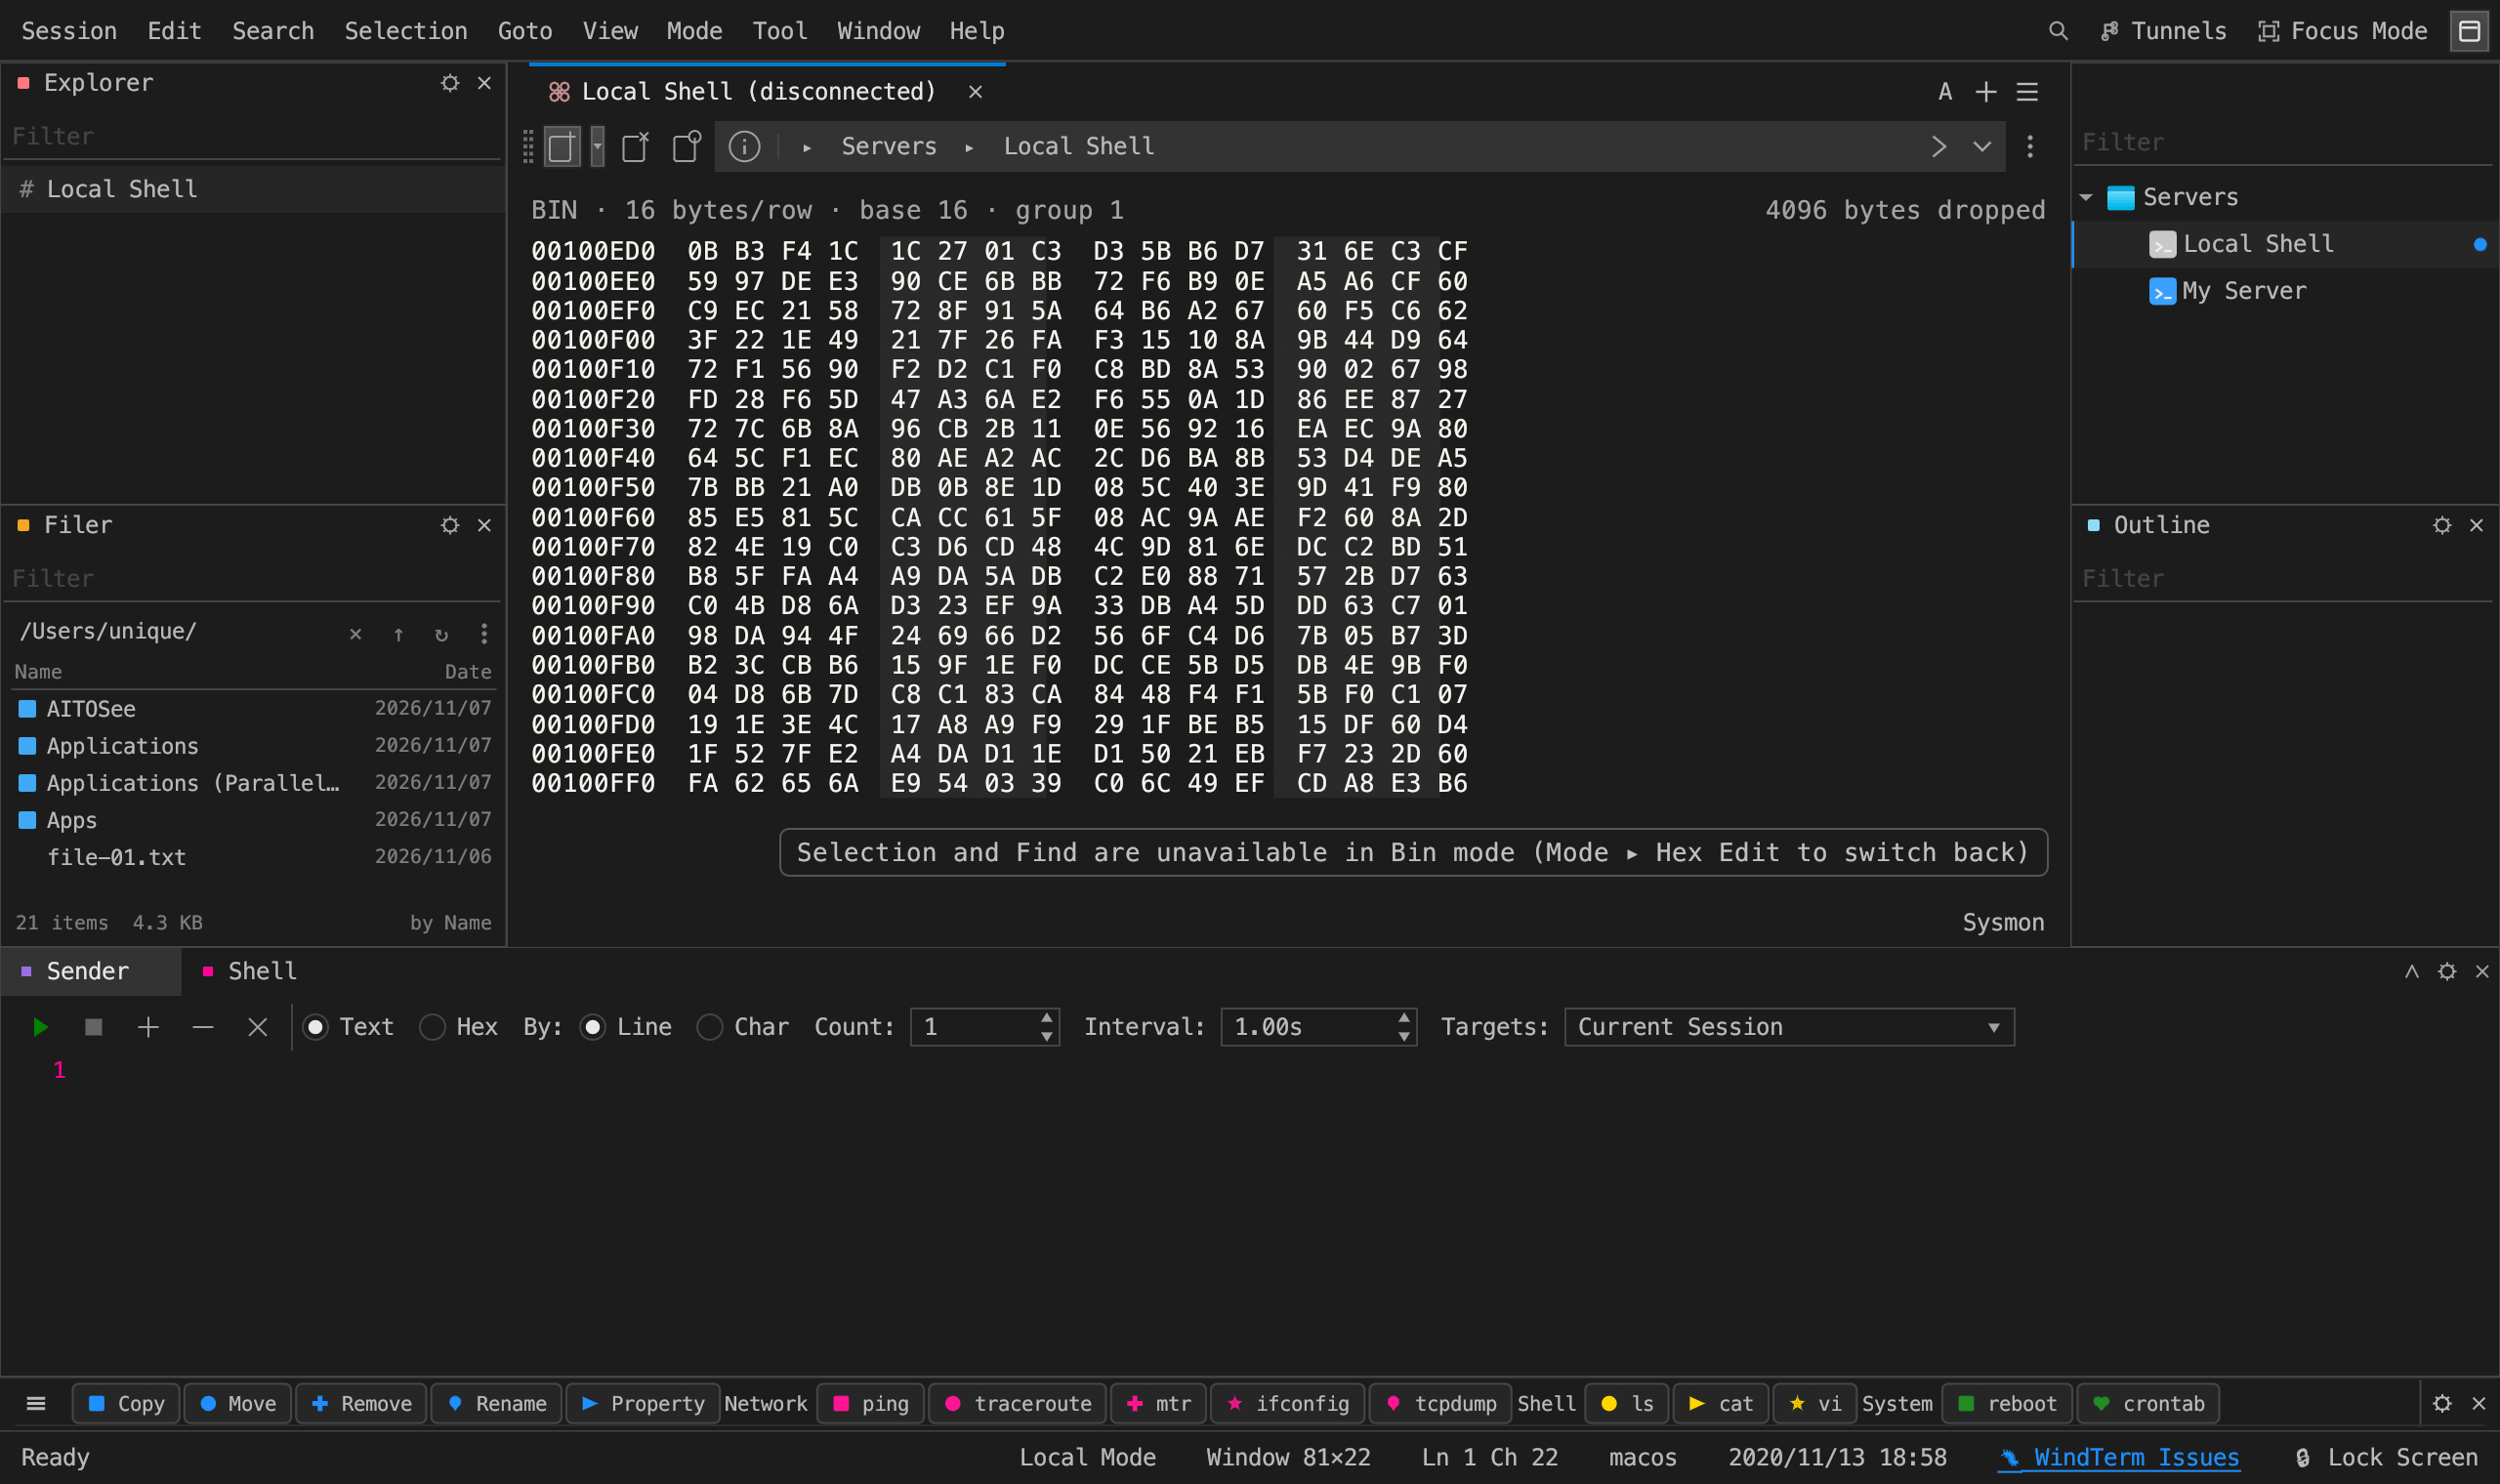 Session Edit Search Selection Goto View Mode Tool Window Help Tunnels Focus Mode
Explorer
Filter
# Local Shell
Filer
Filter
/Users/unique/
Name Date
AITOSee 2026/11/07
Applications 2026/11/07
Applications (Parallel… 2026/11/07
Apps 2026/11/07
file-01.txt 2026/11/06
21 items 4.3 KB by Name
Local Shell (disconnected) A
Servers ▸ Local Shell
BIN · 16 bytes/row · base 16 · group 1 4096 bytes dropped
00100ED0 0B B3 F4 1C 1C 27 01 C3 D3 5B B6 D7 31 6E C3 CF
00100EE0 59 97 DE E3 90 CE 6B BB 72 F6 B9 0E A5 A6 CF 60
00100EF0 C9 EC 21 58 72 8F 91 5A 64 B6 A2 67 60 F5 C6 62
00100F00 3F 22 1E 49 21 7F 26 FA F3 15 10 8A 9B 44 D9 64
00100F10 72 F1 56 90 F2 D2 C1 F0 C8 BD 8A 53 90 02 67 98
00100F20 FD 28 F6 5D 47 A3 6A E2 F6 55 0A 1D 86 EE 87 27
00100F30 72 7C 6B 8A 96 CB 2B 11 0E 56 92 16 EA EC 9A 80
00100F40 64 5C F1 EC 80 AE A2 AC 2C D6 BA 8B 53 D4 DE A5
00100F50 7B BB 21 A0 DB 0B 8E 1D 08 5C 40 3E 9D 41 F9 80
00100F60 85 E5 81 5C CA CC 61 5F 08 AC 9A AE F2 60 8A 2D
00100F70 82 4E 19 C0 C3 D6 CD 48 4C 9D 81 6E DC C2 BD 51
00100F80 B8 5F FA A4 A9 DA 5A DB C2 E0 88 71 57 2B D7 63
00100F90 C0 4B D8 6A D3 23 EF 9A 33 DB A4 5D DD 63 C7 01
00100FA0 98 DA 94 4F 24 69 66 D2 56 6F C4 D6 7B 05 B7 3D
00100FB0 B2 3C CB B6 15 9F 1E F0 DC CE 5B D5 DB 4E 9B F0
00100FC0 04 D8 6B 7D C8 C1 83 CA 84 48 F4 F1 5B F0 C1 07
00100FD0 19 1E 3E 4C 17 A8 A9 F9 29 1F BE B5 15 DF 60 D4
00100FE0 1F 52 7F E2 A4 DA D1 1E D1 50 21 EB F7 23 2D 60
00100FF0 FA 62 65 6A E9 54 03 39 C0 6C 49 EF CD A8 E3 B6
Selection and Find are unavailable in Bin mode (Mode ▸ Hex Edit to switch back)
Sysmon
Filter
Servers
Local Shell
My Server
Outline
Filter
Sender Shell
Text Hex By: Line Char Count: 1 Interval: 1.00s Targets: Current Session
1
Copy Move Remove Rename Property Network ping traceroute mtr ifconfig tcpdump Shell ls cat vi System reboot crontab
Ready Local Mode Window 81×22 Ln 1 Ch 22 macos 2020/11/13 18:58 WindTerm Issues Lock Screen